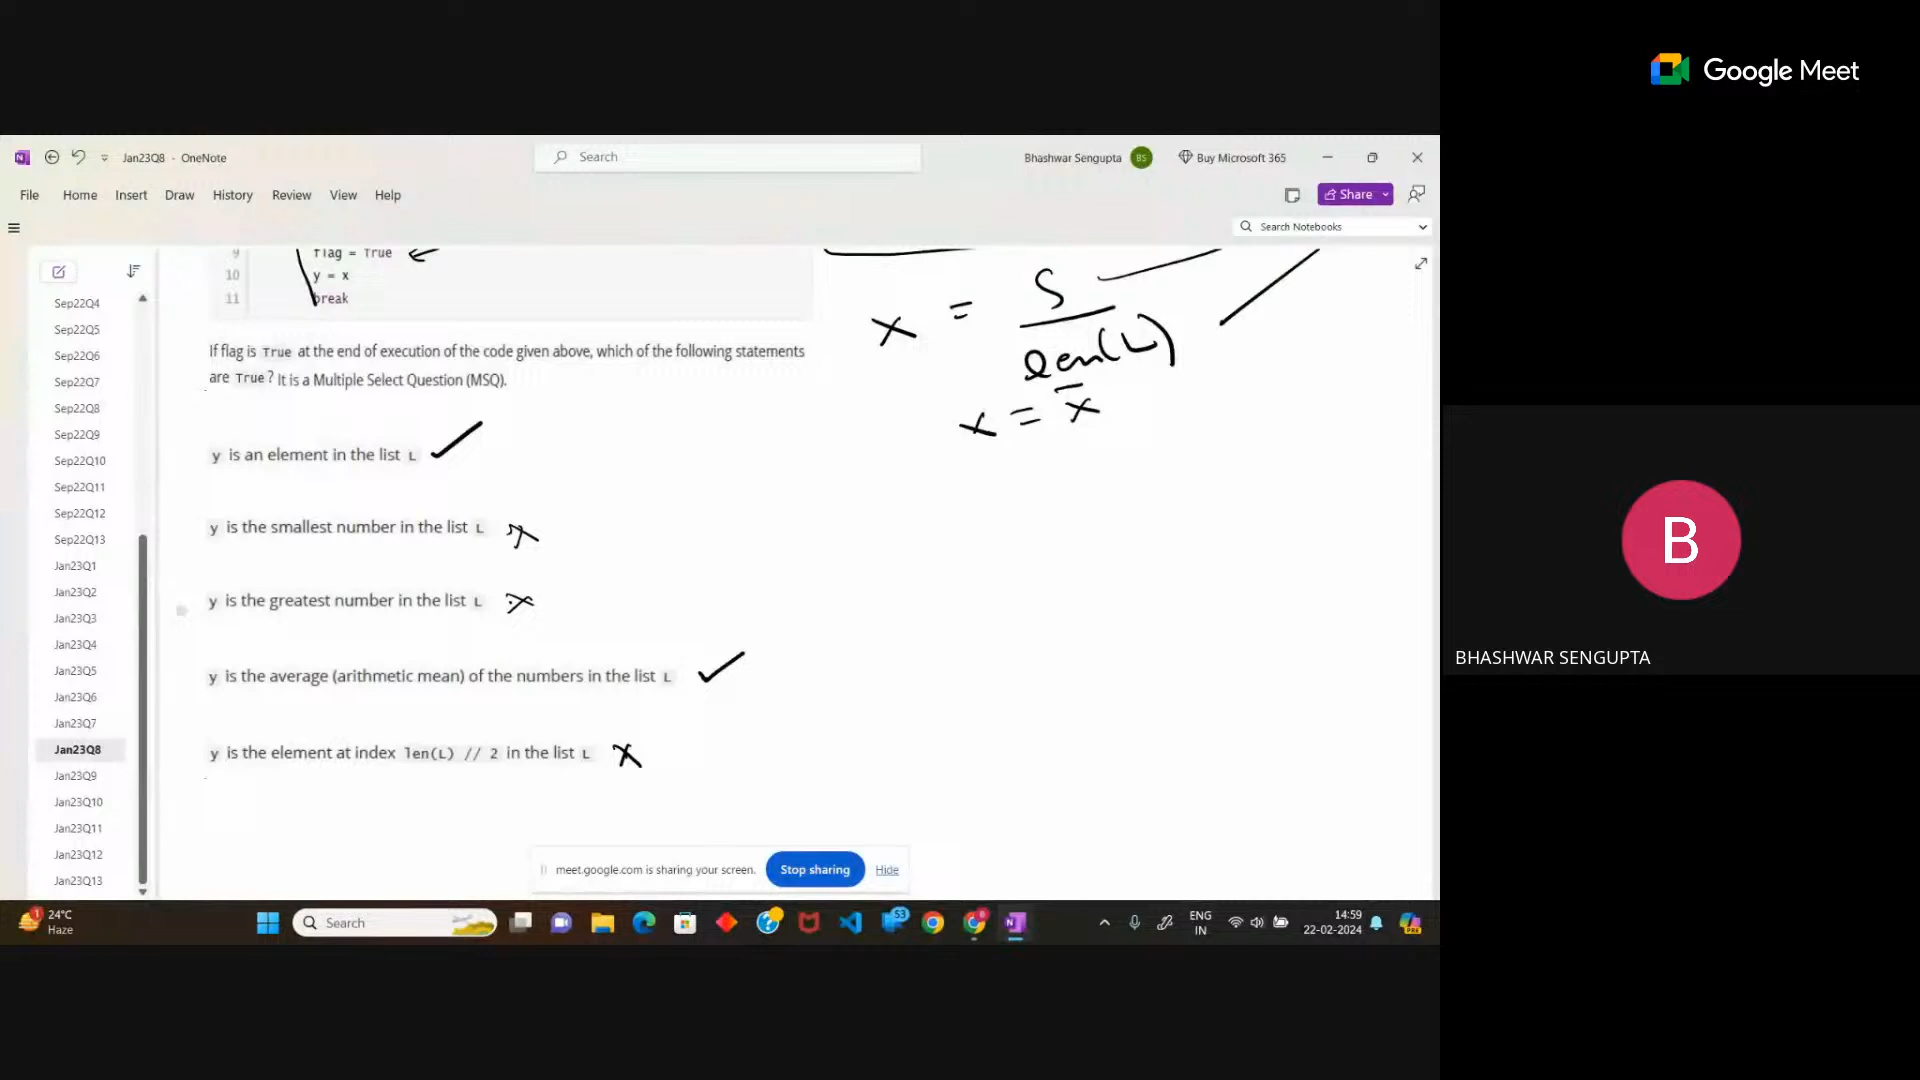 Google Meet
Jan23Q8 - OneNote
Search
Bhashwar Sengupta
BS
Buy Microsoft 365
File Home Insert Draw History Review View Help
Share
Search Notebooks
Sep22Q4
Sep22Q5
Sep22Q6
Sep22Q7
Sep22Q8
Sep22Q9
Sep22Q10
Sep22Q11
Sep22Q12
Sep22Q13
Jan23Q1
Jan23Q2
Jan23Q3
Jan23Q4
Jan23Q5
Jan23Q6
Jan23Q7
Jan23Q8
Jan23Q9
Jan23Q10
Jan23Q11
Jan23Q12
Jan23Q13
9 flag = True
10 y = x
11 break
If flag is True at the end of execution of the code given above, which of the following statements
are True? It is a Multiple Select Question (MSQ).
y is an element in the list L
y is the smallest number in the list L
y is the greatest number in the list L
y is the average (arithmetic mean) of the numbers in the list L
y is the element at index len(L) // 2 in the list L
x = S
len(L)
x = x̄
B
BHASHWAR SENGUPTA
meet.google.com is sharing your screen.
Stop sharing
Hide
1
24°C
Haze
Search
53
ENG
IN
14:59
22-02-2024
PRE